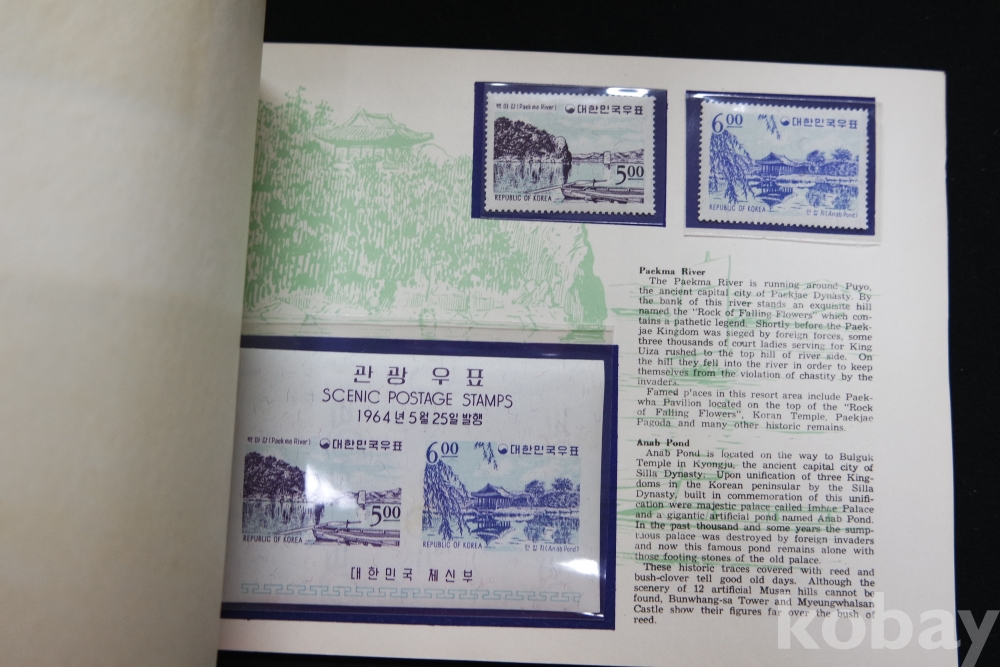 백마강(Paekma River) 대한민국우표
5.00
REPUBLIC OF KOREA
6.00 대한민국우표
REPUBLIC OF KOREA 안압지(Anab Pond)
Paekma River
The Paekma River is running around Puyo,
the ancient capital city of Paekjae Dynasty. By
the bank of this river stands an exquisite hill
named the "Rock of Falling Flowers" which con-
tains a pathetic legend. Shortly before the Paek-
jae Kingdom was sieged by foreign forces, some
three thousands of court ladies serving for King
Uiza rushed to the top hill of river side. On
the hill they fell into the river in order to keep
themselves from the violation of chastity by the
invaders.
Famed places in this resort area include Paek-
wha Pavilion located on the top of the "Rock
of Falling Flowers", Koran Temple, Paekjae
Pagoda and many other historic remains.
Anab Pond
Anab Pond is located on the way to Bulguk
Temple in Kyongju, the ancient capital city of
Silla Dynasty. Upon unification of three King-
doms in the Korean peninsular by the Silla
Dynasty, built in commemoration of this unifi-
cation were majestic palace called Imhae Palace
and a gigantic artificial pond named Anab Pond.
In the past thousand and some years the sump-
tuous palace was destroyed by foreign invaders
and now this famous pond remains alone with
those footing stones of the old palace.
These historic traces covered with reed and
bush-clover tell good old days. Although the
scenery of 12 artificial Musan hills cannot be
found, Bunwhang-sa Tower and Myeungwhalsan
Castle show their figures far over the bush of
reed.
관광우표
SCENIC POSTAGE STAMPS
1964년 5월 25일 발행
백마강(Paekma River) 대한민국우표
5.00
REPUBLIC OF KOREA
6.00 대한민국우표
REPUBLIC OF KOREA 안압지(Anab Pond)
대한민국 체신부
kobay